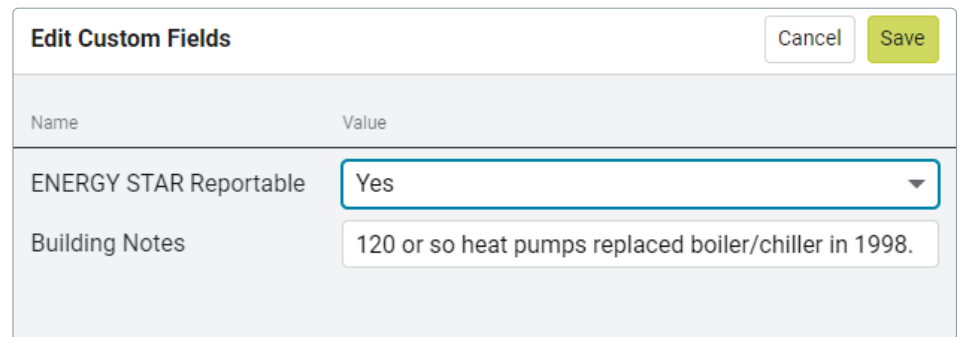 Edit Custom Fields Cancel Save
Name Value
ENERGY STAR Reportable Yes
Building Notes 120 or so heat pumps replaced boiler/chiller in 1998.